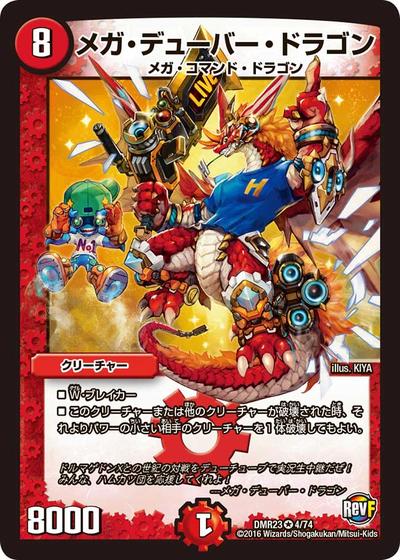 8
メガ・デューバー・ドラゴン
メガ・コマンド・ドラゴン
LIVE
H
No.1
illus. KIYA
クリーチャー
■W・ブレイカー
■このクリーチャーまたは他のクリーチャーが破壊された時、そ
れよりパワーの小さい相手のクリーチャーを1体破壊してもよい。
ドルマゲドンXとの世紀の対戦をデューチューブで実況生中継だぜ!
みんな、ハムカツ団を応援してくれよ!
―メガ・デューバー・ドラゴン
8000
1
DMR23 4/74
©2016 Wizards/Shogakukan/Mitsui-Kids
RevF